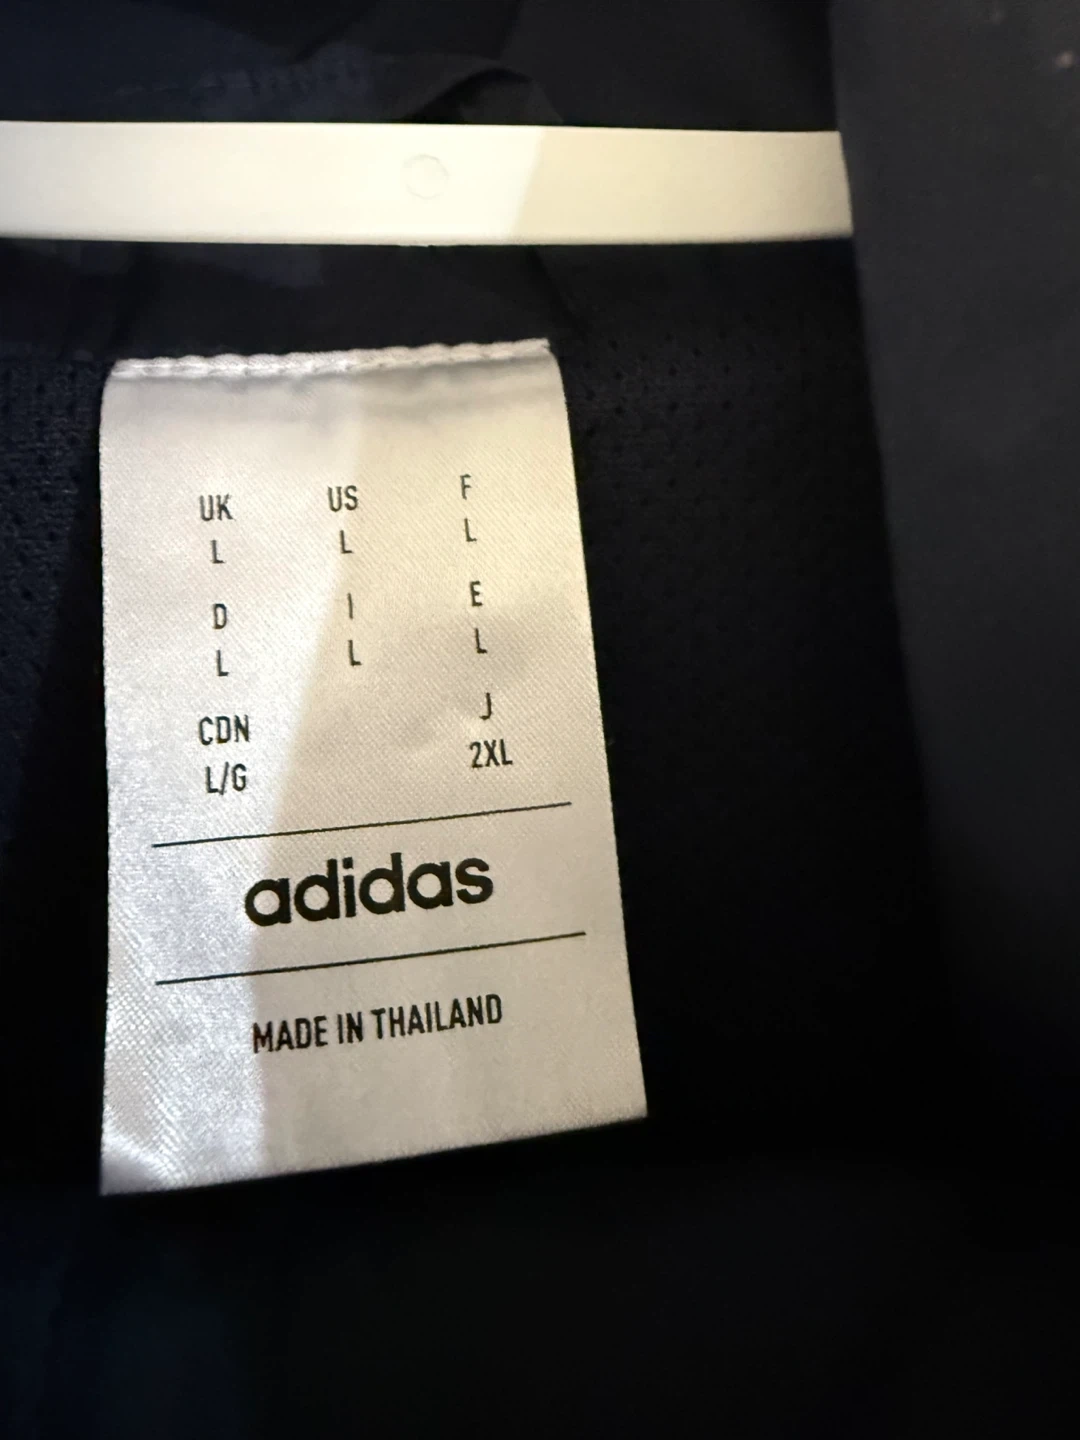 UK US F
L L L
D I E
L L L
CDN J
L/G 2XL
adidas
MADE IN THAILAND